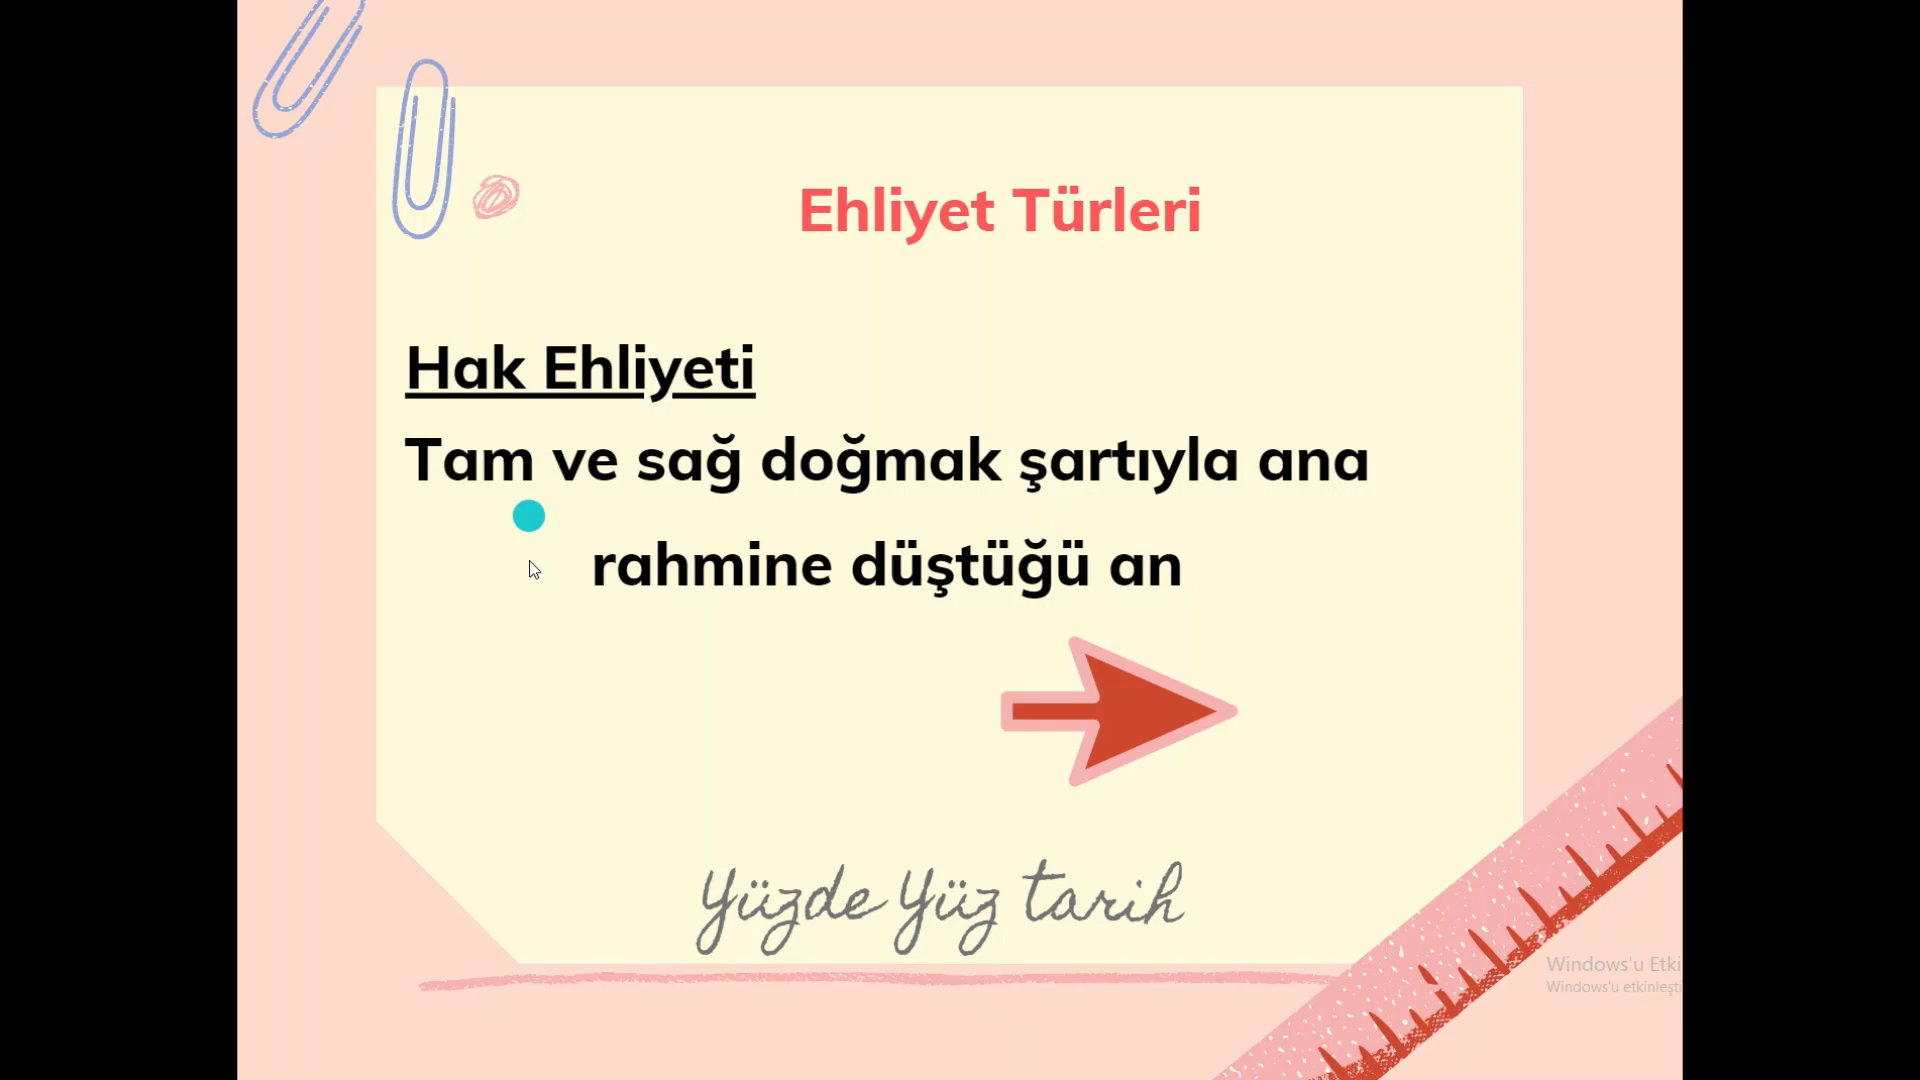 Ehliyet Türleri
Hak Ehliyeti
Tam ve sağ doğmak şartıyla ana
rahmine düştüğü an
Yüzde Yüz tarih
Windows'u Etki
Windows'u etkinleşti